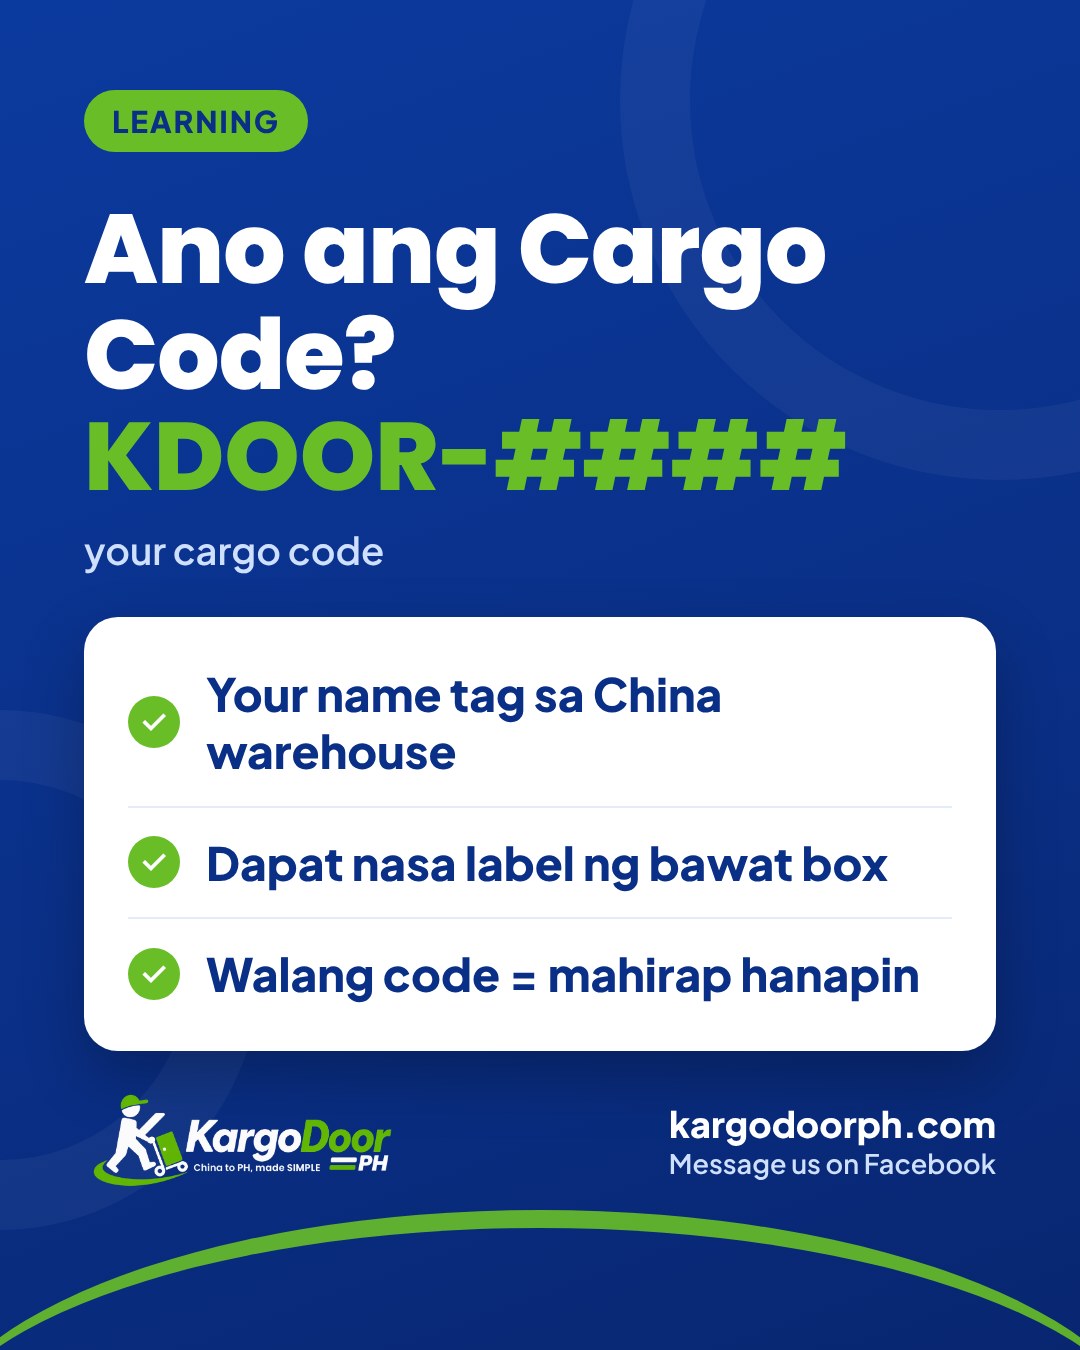 LEARNING
Ano ang Cargo
Code?
KDOOR-####
your cargo code
Your name tag sa China
warehouse
Dapat nasa label ng bawat box
Walang code = mahirap hanapin
KargoDoor
China to PH, made SIMPLE
PH
kargodoorph.com
Message us on Facebook